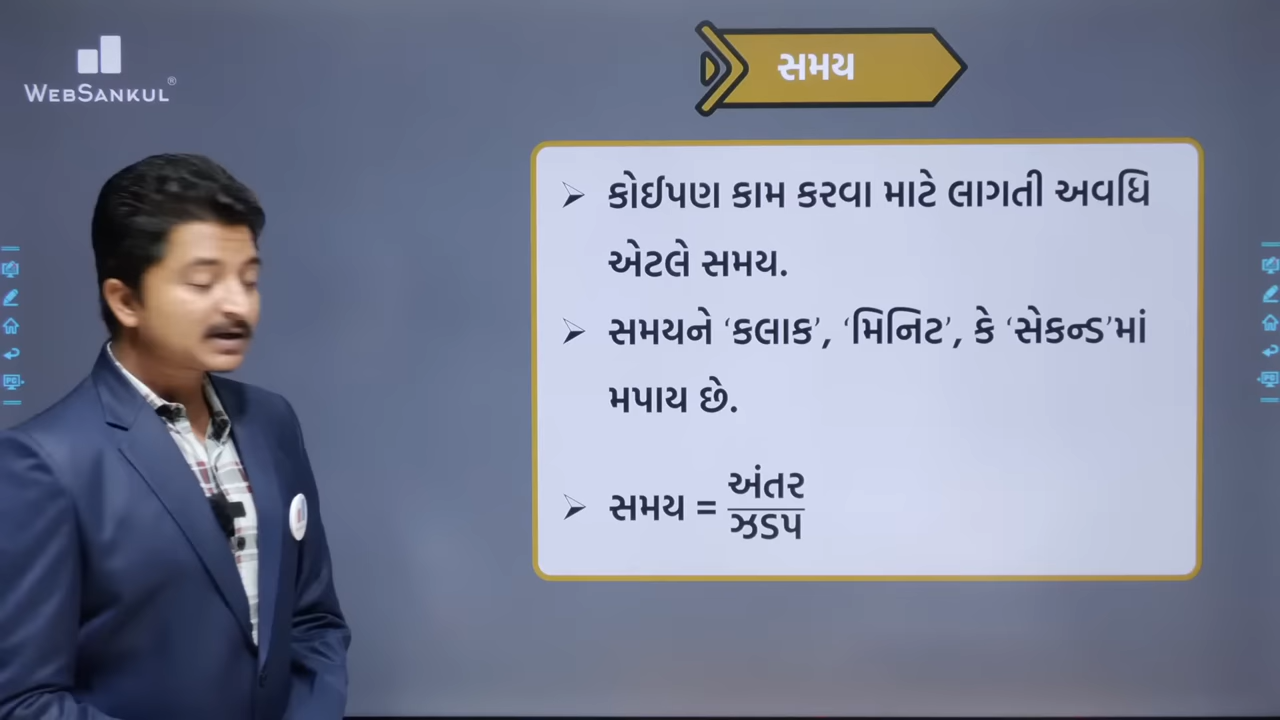 WEBSANKUL®
સમય
➢ કોઈપણ કામ કરવા માટે લાગતી અવધિ
એટલે સમય.
➢ સમયને ‘કલાક’, ‘મિનિટ’, કે ‘સેકન્ડ’માં
મપાય છે.
➢ સમય = અંતર
ઝડપ